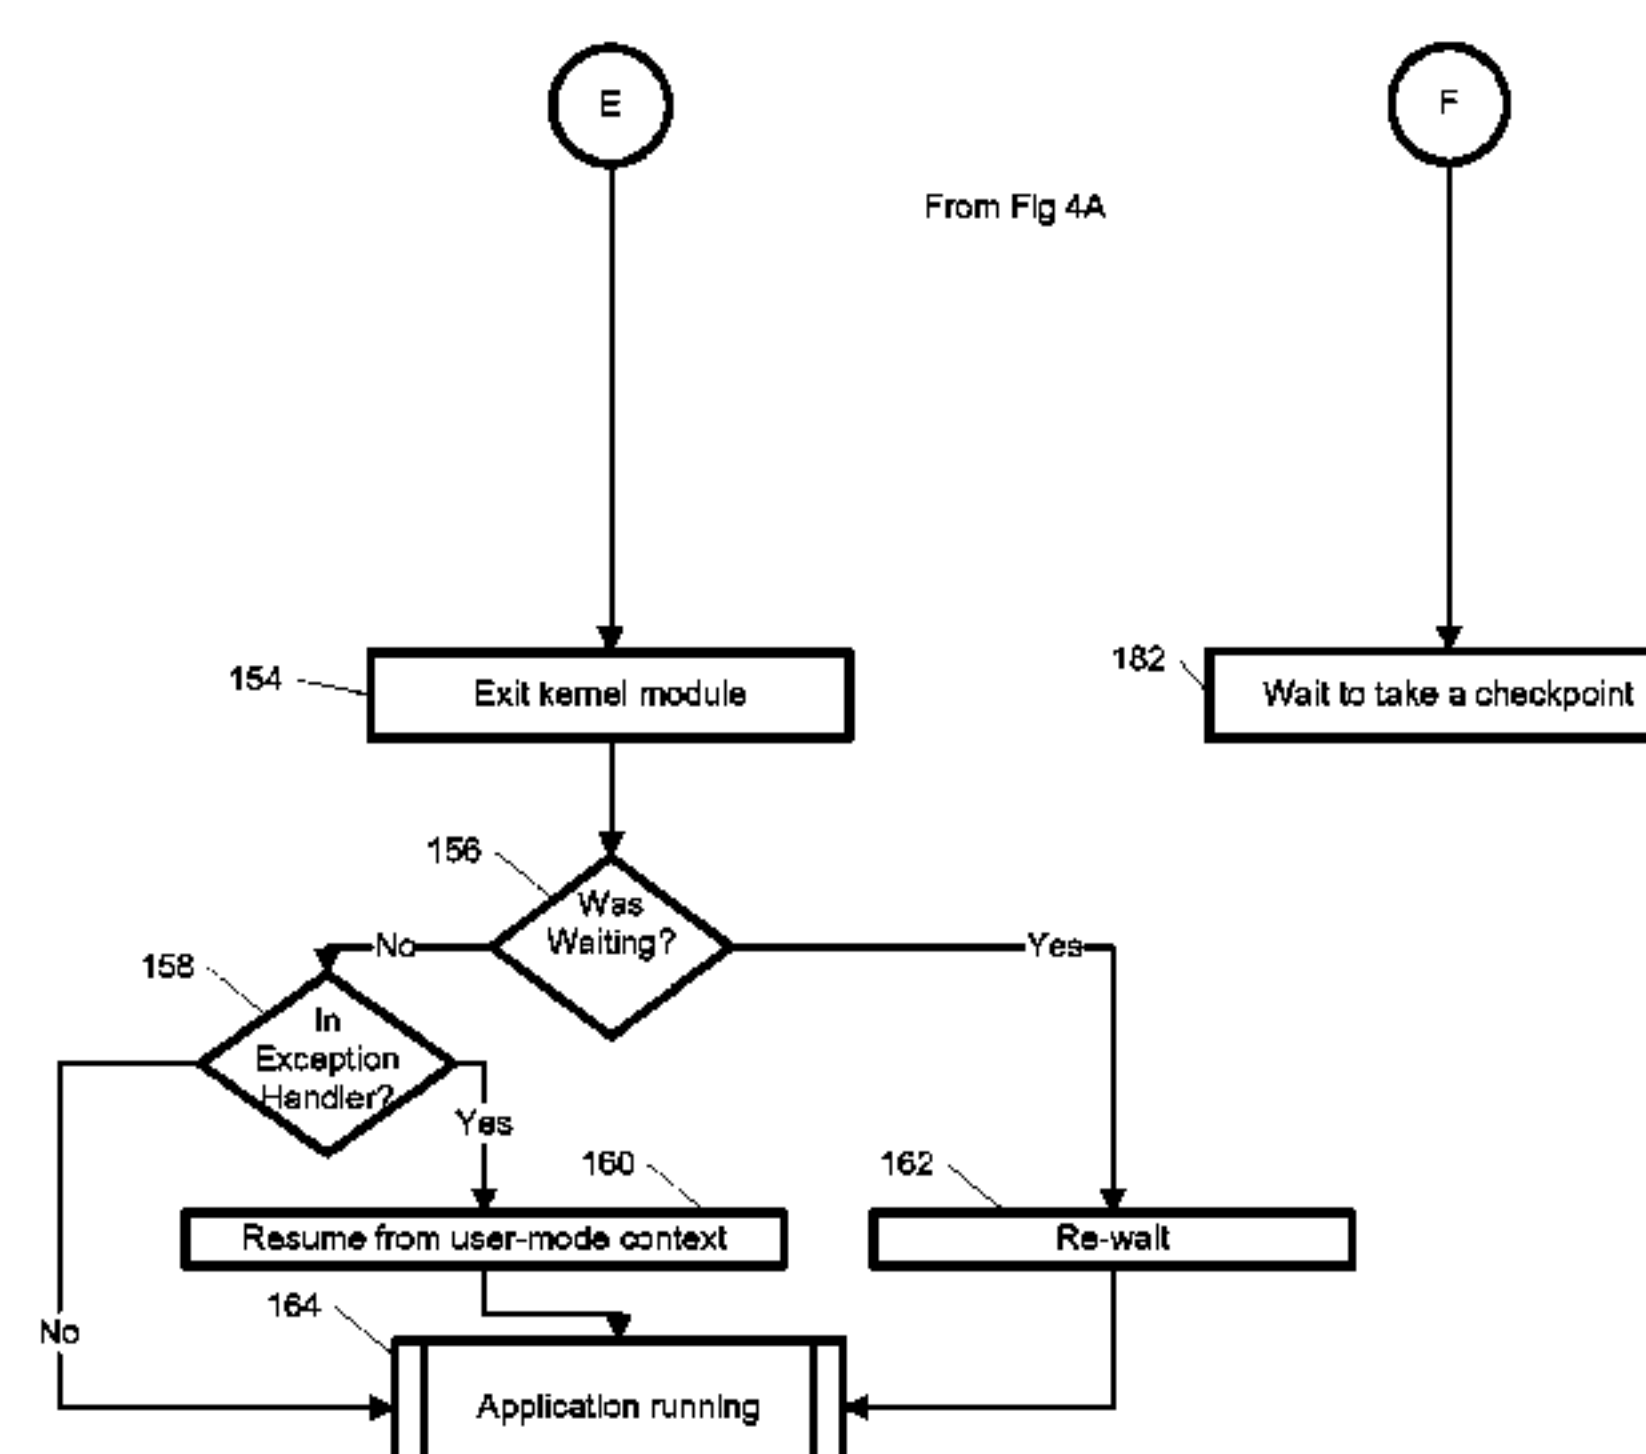 E
F
From Fig 4A
154
Exit kernel module
182
Wait to take a checkpoint
156
Was
Waiting?
No
Yes
158
In
Exception
Handler?
Yes
160
162
Resume from user-mode context
Re-wait
164
No
Application running